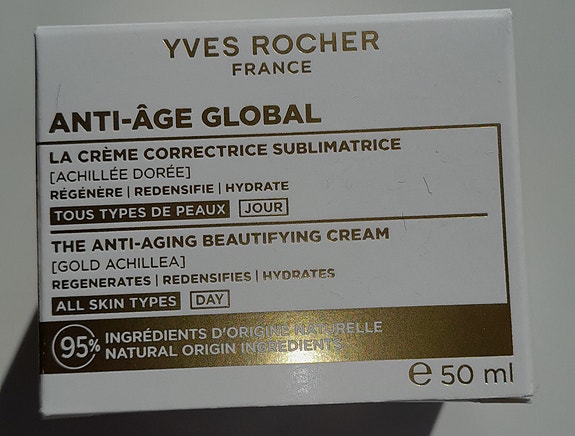 YVES ROCHER
FRANCE
ANTI-ÂGE GLOBAL
LA CRÈME CORRECTRICE SUBLIMATRICE
[ACHILLÉE DORÉE]
RÉGÉNÈRE | REDENSIFIE | HYDRATE
TOUS TYPES DE PEAUX JOUR
THE ANTI-AGING BEAUTIFYING CREAM
[GOLD ACHILLEA]
REGENERATES | REDENSIFIES | HYDRATES
ALL SKIN TYPES DAY
95% INGRÉDIENTS D'ORIGINE NATURELLE
NATURAL ORIGIN INGREDIENTS
℮ 50 ml